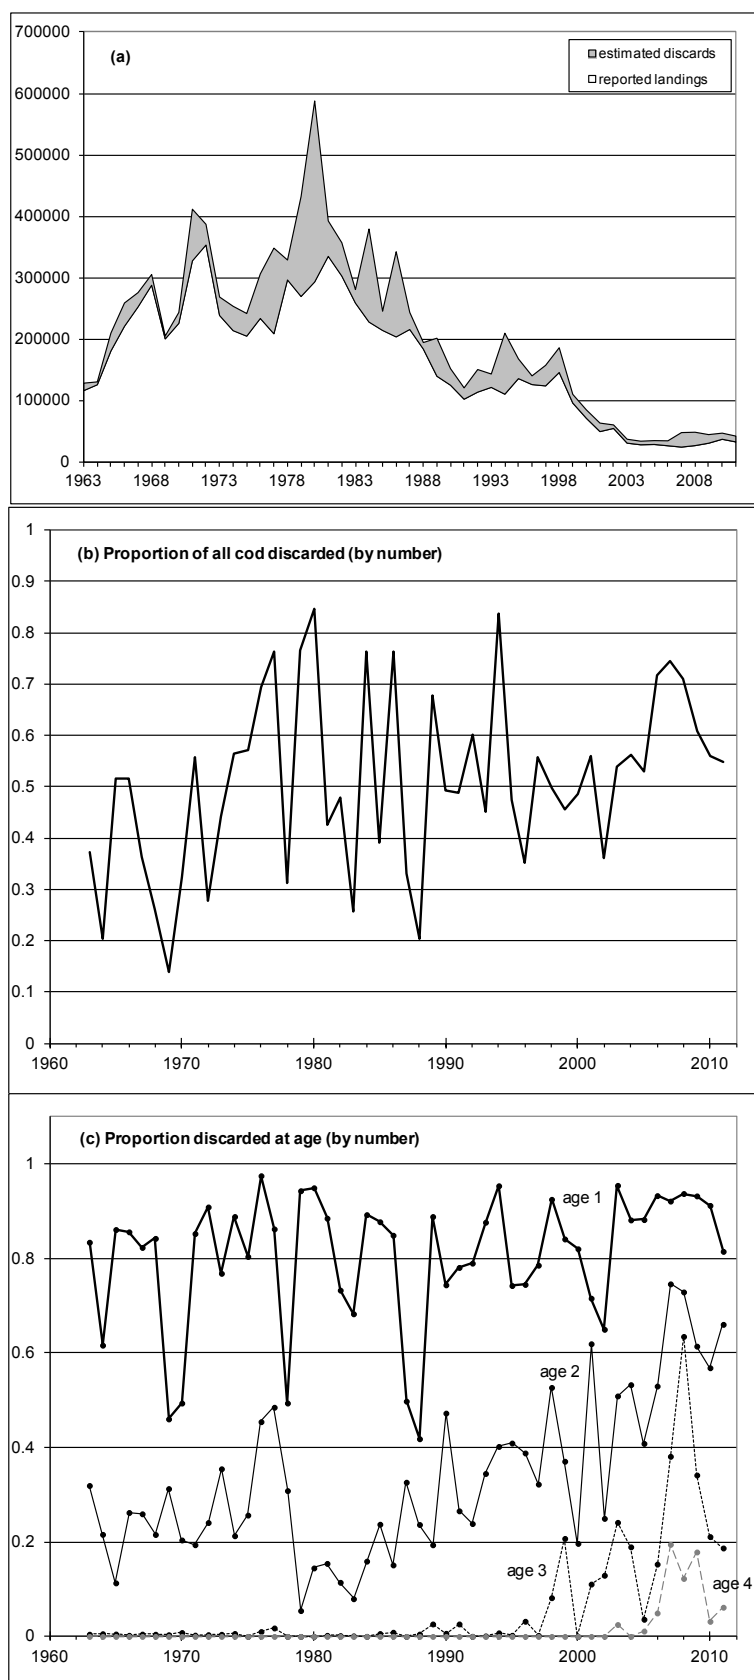 700000
(a)
estimated discards
600000
reported landings
500000
400000
300000
200000
100000
0
1963 1968 1973 1978 1983 1988 1993 1998 2003 2008
1
(b) Proportion of all cod discarded (by number)
0.9
0.8
0.7
0.6
0.5
0.4
0.3
0.2
0.1
0
1960 1970 1980 1990 2000 2010
(c) Proportion discarded at age (by number)
1
age 1
0.8
0.6
age 2
0.4
0.2
age 3
age 4
0
1960 1970 1980 1990 2000 2010